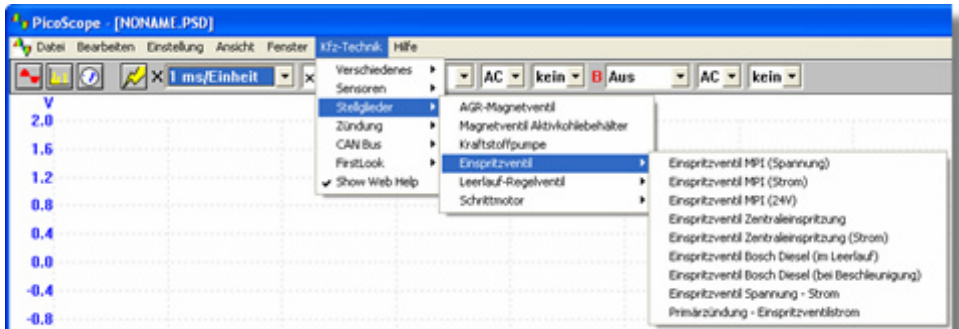 PicoScope - [NONAME.PSD]
Datei Bearbeiten Einstellung Ansicht Fenster Kfz-Technik Hilfe
1 ms/Einheit x AC kein B Aus AC kein
Verschiedenes
Sensoren
Stellglieder
Zündung
CAN Bus
FirstLook
Show Web Help
AGR-Magnetventil
Magnetventil Aktivkohlebehälter
Kraftstoffpumpe
Einspritzventil
Leerlauf-Regelventil
Schrittmotor
Einspritzventil MPI (Spannung)
Einspritzventil MPI (Strom)
Einspritzventil MPI (24V)
Einspritzventil Zentraleinspritzung
Einspritzventil Zentraleinspritzung (Strom)
Einspritzventil Bosch Diesel (im Leerlauf)
Einspritzventil Bosch Diesel (bei Beschleunigung)
Einspritzventil Spannung - Strom
Primärzündung - Einspritzventilstrom
V
2.0
1.6
1.2
0.8
0.4
0.0
-0.4
-0.8